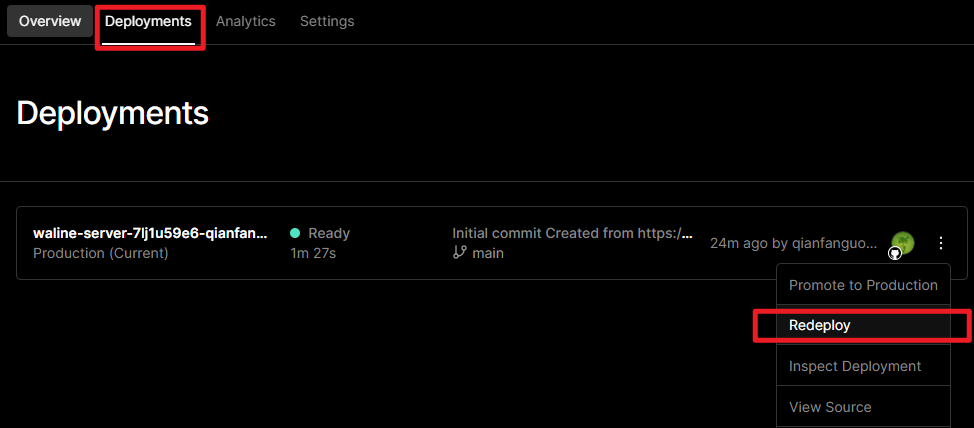 Overview Deployments Analytics Settings
Deployments
waline-server-7lj1u59e6-qianfan... Ready Initial commit Created from https:/... 24m ago by qianfanguo...
Production (Current) 1m 27s main
Promote to Production
Redeploy
Inspect Deployment
View Source